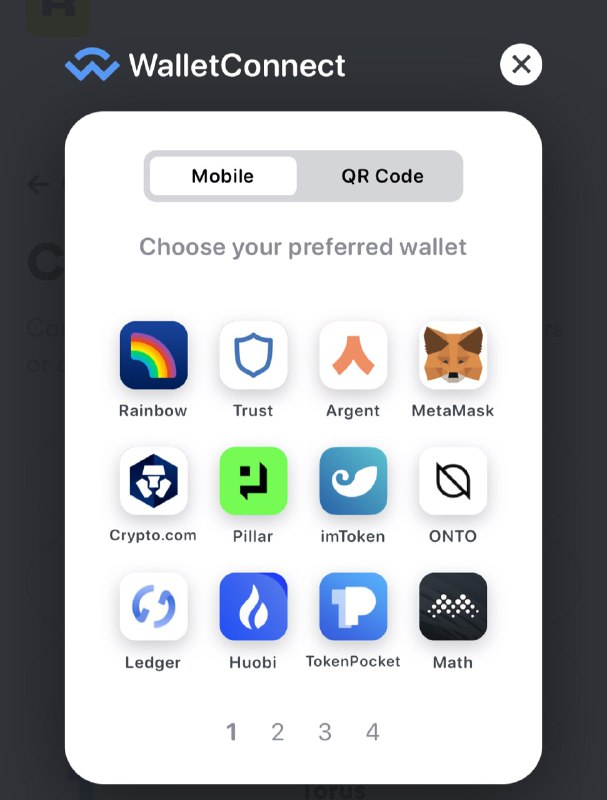 WalletConnect
Mobile QR Code
Choose your preferred wallet
Rainbow Trust Argent MetaMask
Crypto.com Pillar imToken ONTO
Ledger Huobi TokenPocket Math
1 2 3 4
Torus